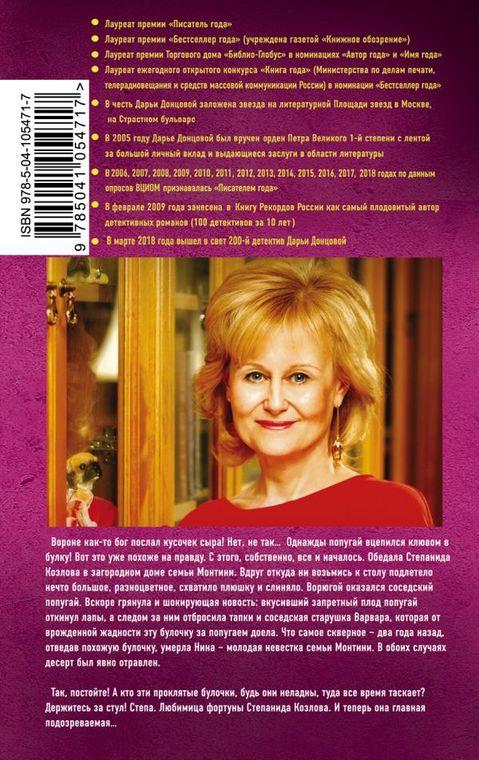 Лауреат премии «Писатель года»
Лауреат премии «Бестселлер года» (учреждена газетой «Книжное обозрение»)
Лауреат премии Торгового дома «Библио-Глобус» в номинациях «Автор года» и «Имя года»
Лауреат ежегодного открытого конкурса «Книга года» (Министерства по делам печати,
телерадиовещания и средств массовой коммуникации России) в номинации «Бестселлер года»
В честь Дарьи Донцовой заложена звезда на литературной Площади звезд в Москве,
на Страстном бульваре
В 2005 году Дарье Донцовой был вручен орден Петра Великого 1-й степени с лентой
за большой личный вклад и выдающиеся заслуги в области литературы
В 2006, 2007, 2008, 2009, 2010, 2011, 2012, 2013, 2014, 2015, 2016, 2017, 2018 годах по данным
опросов ВЦИОМ признавалась «Писателем года»
В феврале 2009 года занесена в Книгу Рекордов России как самый плодовитый автор
детективных романов (100 детективов за 10 лет)
В марте 2018 года вышел в свет 200-й детектив Дарьи Донцовой
ISBN 978-5-04-105471-7
9 785041 054717 >
Вороне как-то бог послал кусочек сыра! Нет, не так... Однажды попугай вцепился клювом в
булку! Вот это уже похоже на правду. С этого, собственно, все и началось. Обедала Степанида
Козлова в загородном доме семьи Монтини. Вдруг откуда ни возьмись к столу подлетело
нечто большое, разноцветное, схватило плюшку и слиняло. Ворюгой оказался соседский
попугай. Вскоре грянула и шокирующая новость: вкусивший запретный плод попугай
откинул лапы, а следом за ним отбросила тапки и соседская старушка Варвара, которая от
врожденной жадности эту булочку за попугаем доела. Что самое скверное – два года назад,
отведав похожую булочку, умерла Нина – молодая невестка семьи Монтини. В обоих случаях
десерт был явно отравлен.
Так, постойте! А кто эти проклятые булочки, будь они неладны, туда все время таскает?
Держитесь за стул! Степа. Любимица фортуны Степанида Козлова. И теперь она главная
подозреваемая...